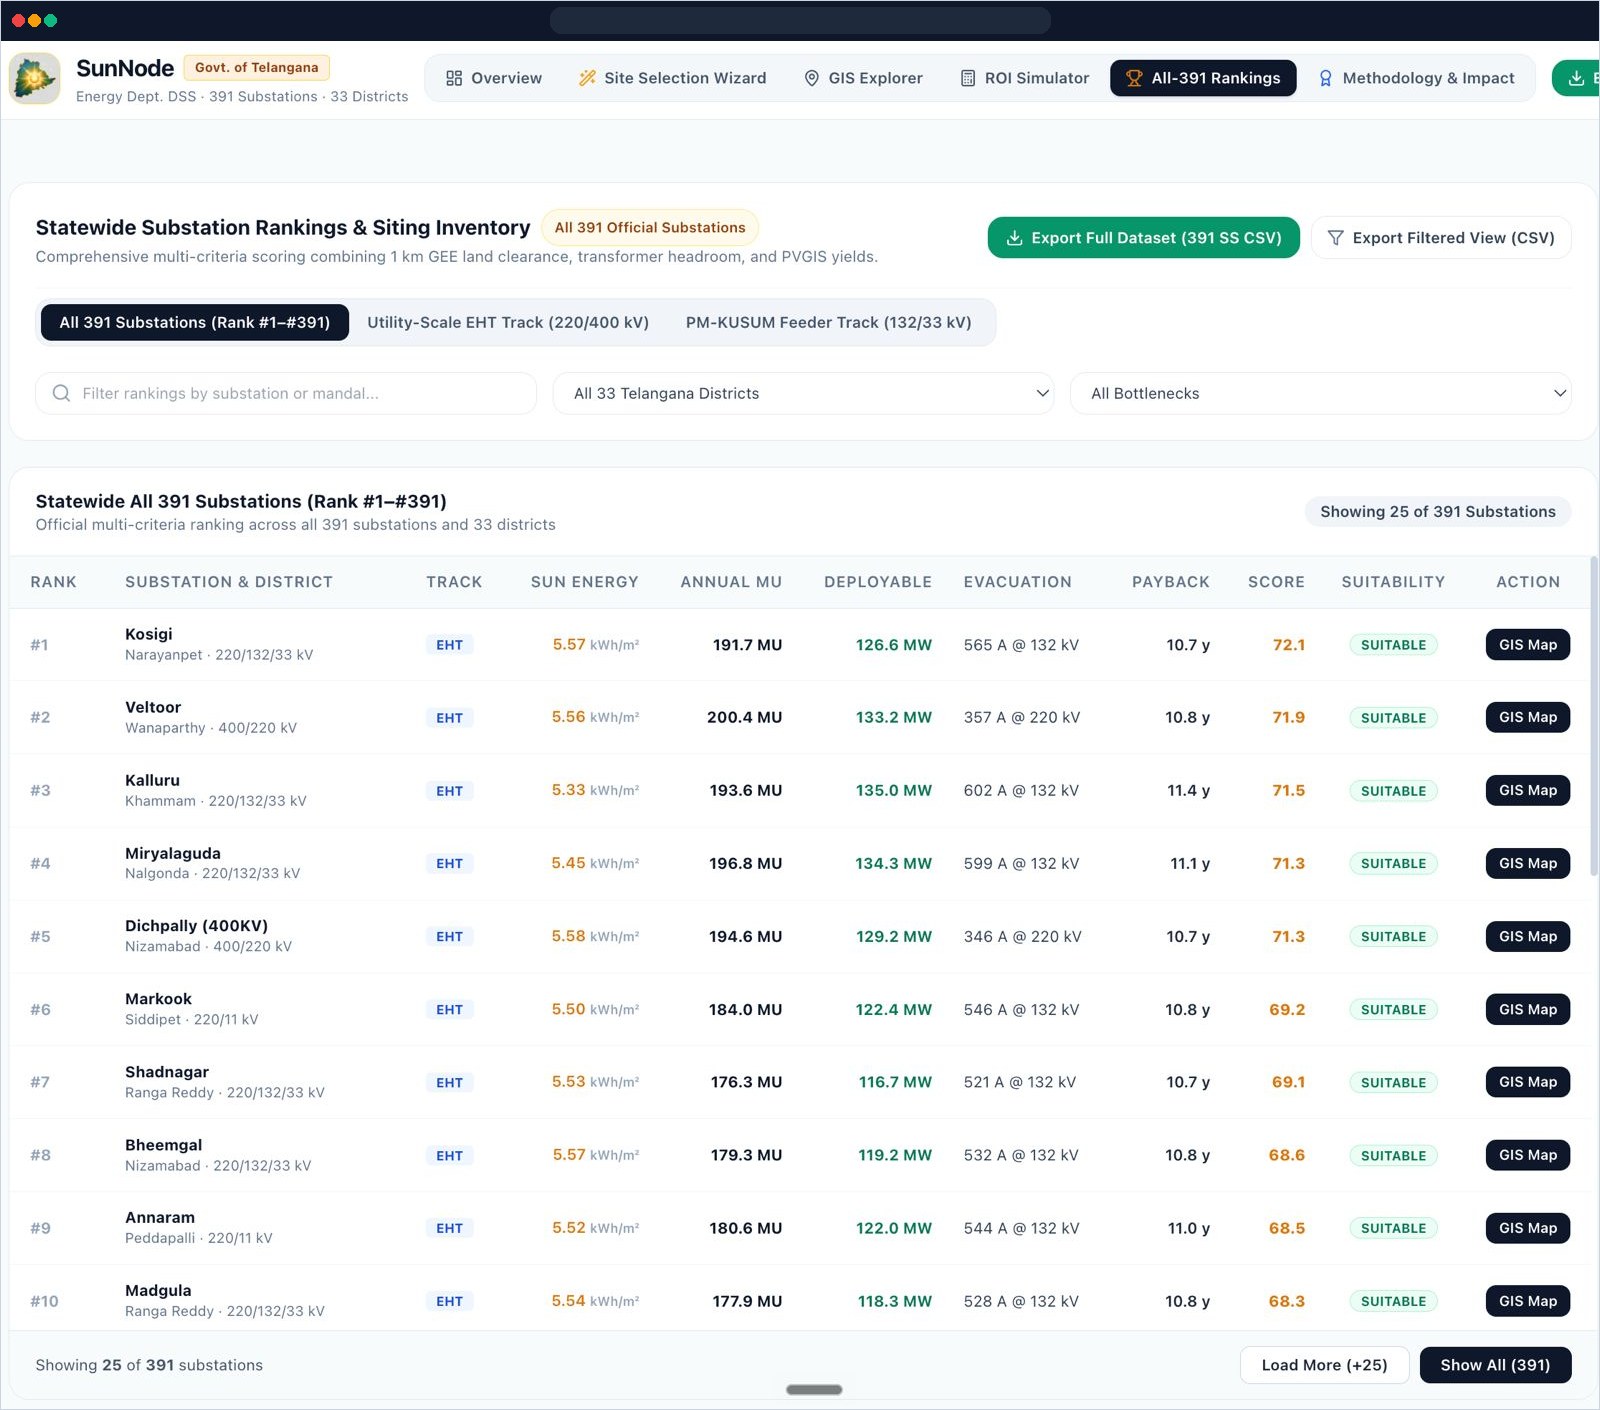 SunNode Govt. of Telangana
Energy Dept. DSS · 391 Substations · 33 Districts
Overview Site Selection Wizard GIS Explorer ROI Simulator All-391 Rankings Methodology & Impact
Statewide Substation Rankings & Siting Inventory All 391 Official Substations
Comprehensive multi-criteria scoring combining 1 km GEE land clearance, transformer headroom, and PVGIS yields.
Export Full Dataset (391 SS CSV) Export Filtered View (CSV)
All 391 Substations (Rank #1–#391) Utility-Scale EHT Track (220/400 kV) PM-KUSUM Feeder Track (132/33 kV)
Filter rankings by substation or mandal... All 33 Telangana Districts All Bottlenecks
Statewide All 391 Substations (Rank #1–#391)
Official multi-criteria ranking across all 391 substations and 33 districts
Showing 25 of 391 Substations
RANK SUBSTATION & DISTRICT TRACK SUN ENERGY ANNUAL MU DEPLOYABLE EVACUATION PAYBACK SCORE SUITABILITY ACTION
#1 Kosigi EHT 5.57 kWh/m² 191.7 MU 126.6 MW 565 A @ 132 kV 10.7 y 72.1 SUITABLE GIS Map
Narayanpet · 220/132/33 kV
#2 Veltoor EHT 5.56 kWh/m² 200.4 MU 133.2 MW 357 A @ 220 kV 10.8 y 71.9 SUITABLE GIS Map
Wanaparthy · 400/220 kV
#3 Kalluru EHT 5.33 kWh/m² 193.6 MU 135.0 MW 602 A @ 132 kV 11.4 y 71.5 SUITABLE GIS Map
Khammam · 220/132/33 kV
#4 Miryalaguda EHT 5.45 kWh/m² 196.8 MU 134.3 MW 599 A @ 132 kV 11.1 y 71.3 SUITABLE GIS Map
Nalgonda · 220/132/33 kV
#5 Dichpally (400KV) EHT 5.58 kWh/m² 194.6 MU 129.2 MW 346 A @ 220 kV 10.7 y 71.3 SUITABLE GIS Map
Nizamabad · 400/220 kV
#6 Markook EHT 5.50 kWh/m² 184.0 MU 122.4 MW 546 A @ 132 kV 10.8 y 69.2 SUITABLE GIS Map
Siddipet · 220/11 kV
#7 Shadnagar EHT 5.53 kWh/m² 176.3 MU 116.7 MW 521 A @ 132 kV 10.7 y 69.1 SUITABLE GIS Map
Ranga Reddy · 220/132/33 kV
#8 Bheemgal EHT 5.57 kWh/m² 179.3 MU 119.2 MW 532 A @ 132 kV 10.8 y 68.6 SUITABLE GIS Map
Nizamabad · 220/132/33 kV
#9 Annaram EHT 5.52 kWh/m² 180.6 MU 122.0 MW 544 A @ 132 kV 11.0 y 68.5 SUITABLE GIS Map
Peddapalli · 220/11 kV
#10 Madgula EHT 5.54 kWh/m² 177.9 MU 118.3 MW 528 A @ 132 kV 10.8 y 68.3 SUITABLE GIS Map
Ranga Reddy · 220/132/33 kV
Showing 25 of 391 substations Load More (+25) Show All (391)